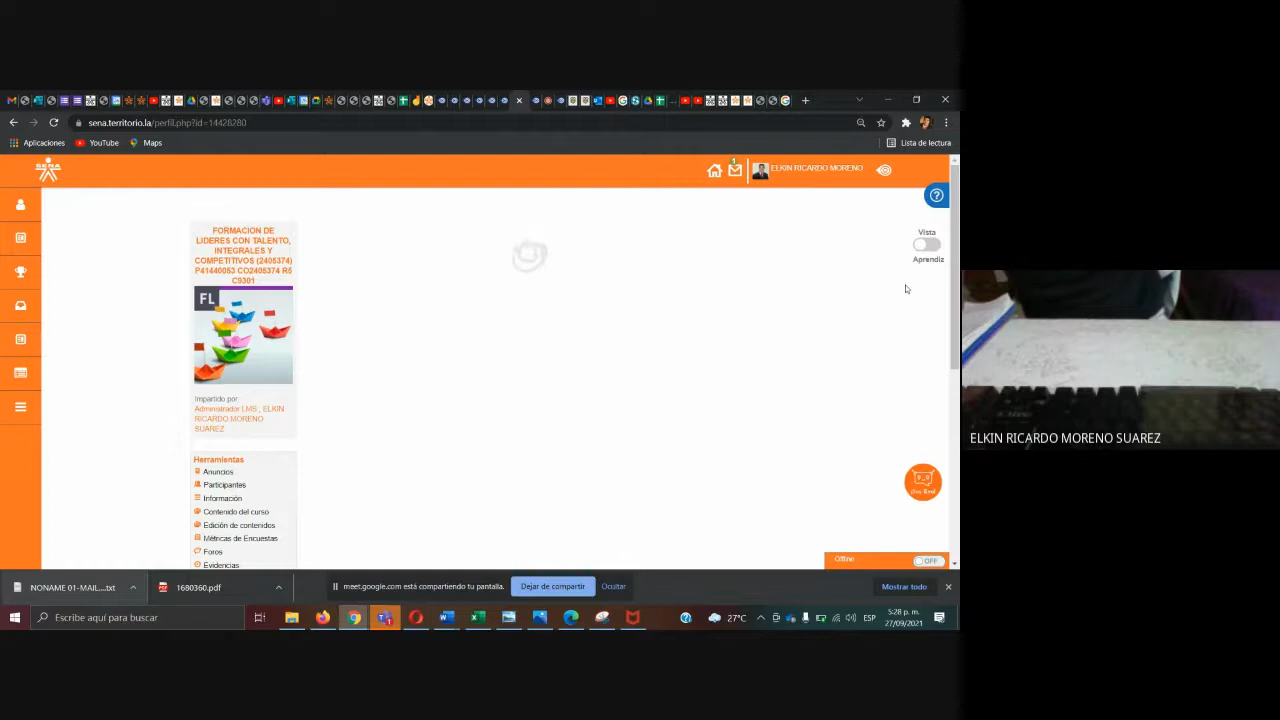 sena.territorio.la/perfil.php?id=14428280
Aplicaciones
YouTube
Maps
Lista de lectura
SENA
1
ELKIN RICARDO MORENO
Vista
Aprendiz
FORMACION DE
LIDERES CON TALENTO,
INTEGRALES Y
COMPETITIVOS (2405374)
P41440053 CO2405374 R5
C9301
FL
Impartido por
Administrador LMS , ELKIN
RICARDO MORENO
SUAREZ
Herramientas
Anuncios
Participantes
Información
Contenido del curso
Edición de contenidos
Métricas de Encuestas
Foros
Evidencias
Offline
OFF
NONAME 01-MAIL....txt
1680360.pdf
meet.google.com está compartiendo tu pantalla.
Dejar de compartir
Ocultar
Mostrar todo
Escribe aquí para buscar
27°C
ESP
5:28 p. m.
27/09/2021
ELKIN RICARDO MORENO SUAREZ